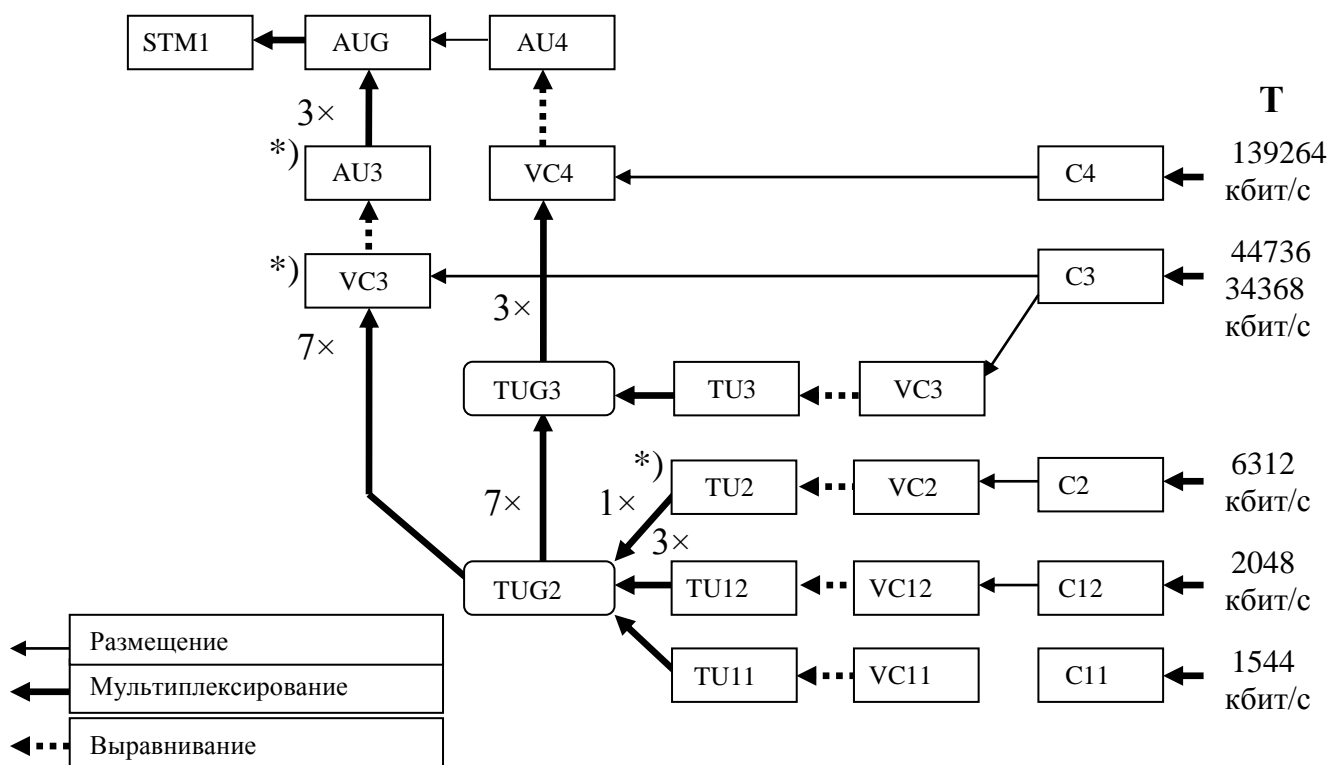 STM1 AUG AU4
3×
T
*) AU3 VC4 C4 139264
кбит/с
*) VC3 C3 44736
34368
кбит/с
7× 3×
TUG3 TU3 VC3
*) TU2 VC2 C2 6312
кбит/с
7× 1×
3×
TUG2 TU12 VC12 C12 2048
кбит/с
TU11 VC11 C11 1544
кбит/с
Размещение
Мультиплексирование
Выравнивание